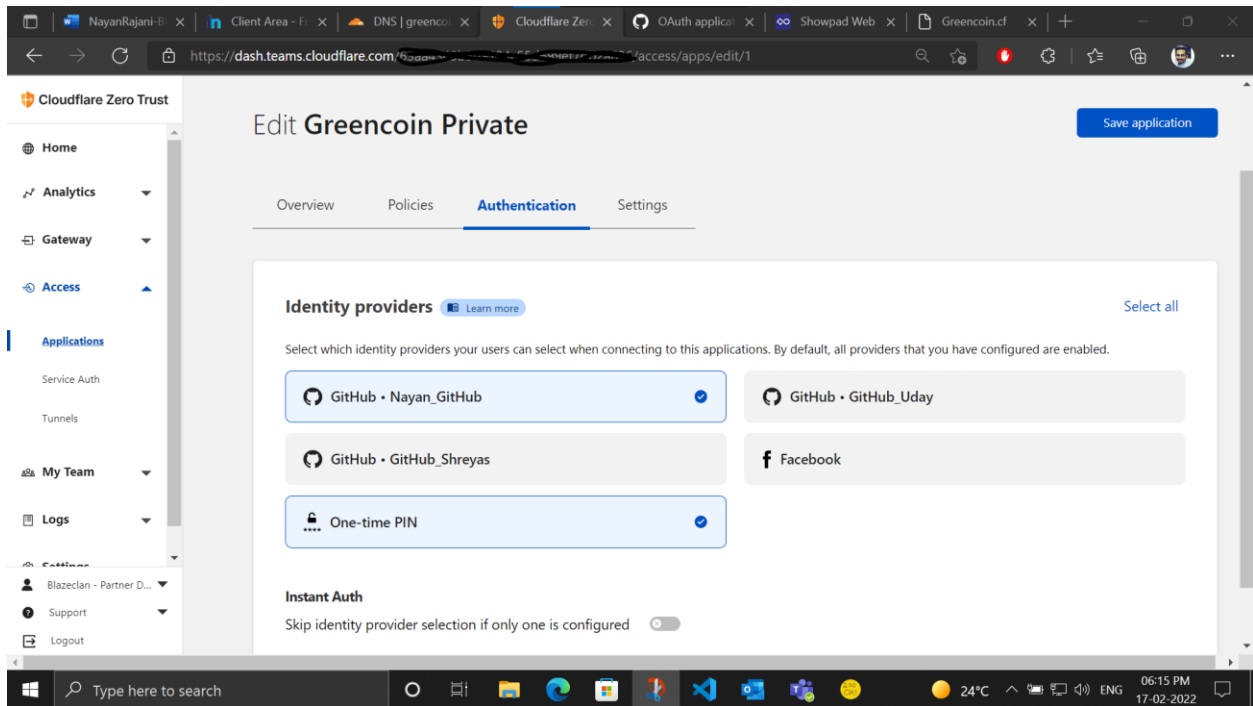 NayanRajani-B
Client Area - Fr
DNS | greencoi
Cloudflare Zero
OAuth applicat
Showpad Web
Greencoin.cf
https://dash.teams.cloudflare.com/
/access/apps/edit/1
Cloudflare Zero Trust
Home
Analytics
Gateway
Access
Applications
Service Auth
Tunnels
My Team
Logs
Settings
Blazeclan - Partner D...
Support
Logout
Edit Greencoin Private
Save application
Overview
Policies
Authentication
Settings
Identity providers
Learn more
Select all
Select which identity providers your users can select when connecting to this applications. By default, all providers that you have configured are enabled.
GitHub • Nayan_GitHub
GitHub • GitHub_Uday
GitHub • GitHub_Shreyas
Facebook
One-time PIN
Instant Auth
Skip identity provider selection if only one is configured
Type here to search
24°C
ENG
06:15 PM
17-02-2022